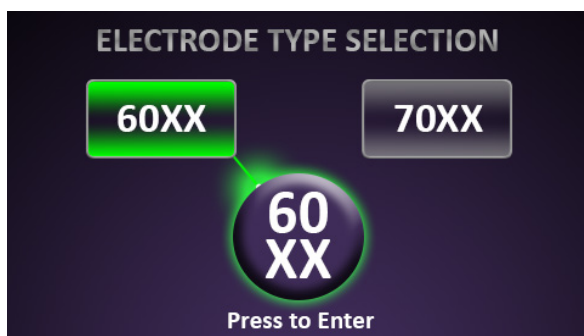 ELECTRODE TYPE SELECTION
60XX
70XX
60
XX
Press to Enter